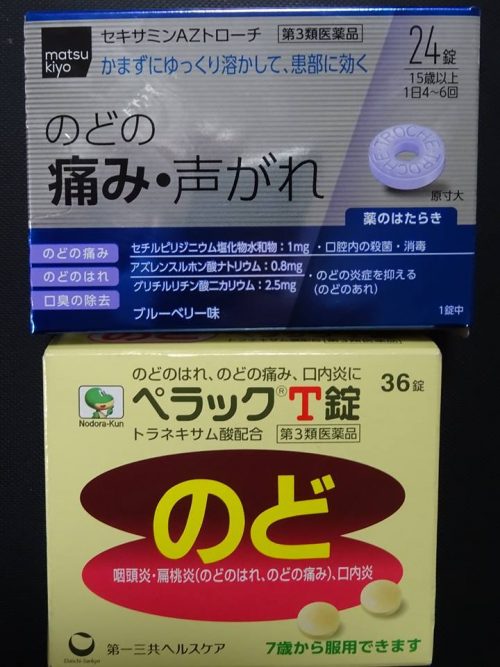 matsu
kiyo
セキサミンAZトローチ
第3類医薬品
24錠
かまずにゆっくり溶かして、患部に効く
15歳以上
1日4~6回
のどの
痛み・声がれ
TROCHE
原寸大
薬のはたらき
のどの痛み
セチルピリジニウム塩化物水和物:1mg
・口腔内の殺菌・消毒
のどのはれ
アズレンスルホン酸ナトリウム:0.8mg
・のどの炎症を抑える
(のどのあれ)
口臭の除去
グリチルリチン酸二カリウム:2.5mg
ブルーベリー味
1錠中
のどのはれ、のどの痛み、口内炎に
36錠
ペラック®T錠
Nodora-Kun
トラネキサム酸配合
第3類医薬品
のど
咽頭炎・扁桃炎(のどのはれ、のどの痛み)、口内炎
Daiichi-Sankyo
第一三共ヘルスケア
7歳から服用できます